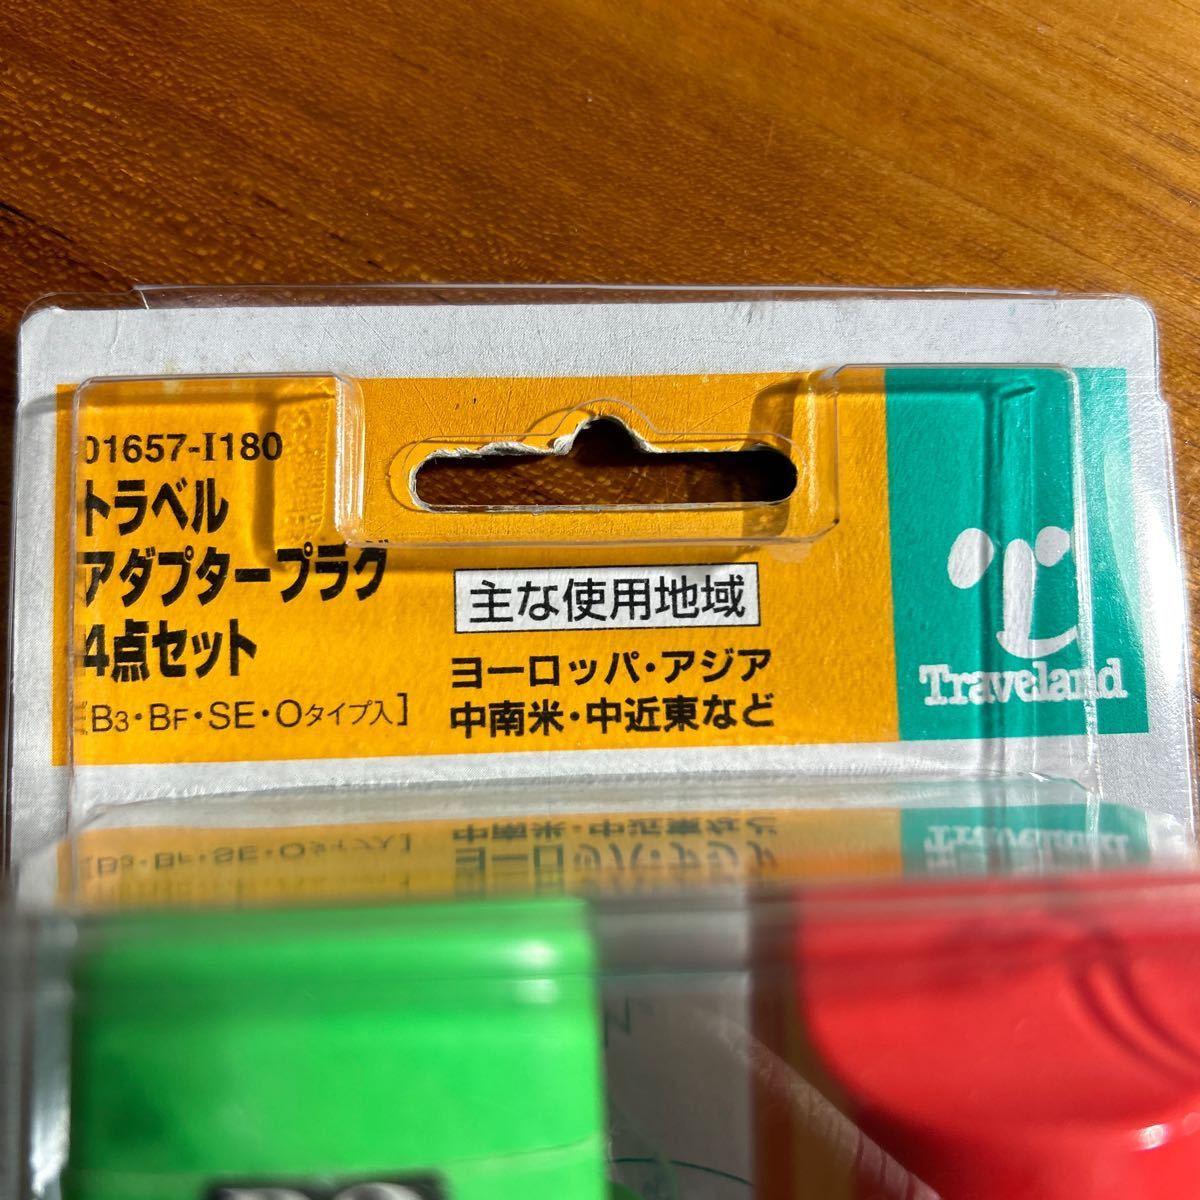 01657-I180
トラベル
アダプタープラグ
4点セット
[B3・BF・SE・Oタイプ入]
主な使用地域
ヨーロッパ・アジア
中南米・中近東など
Traveland